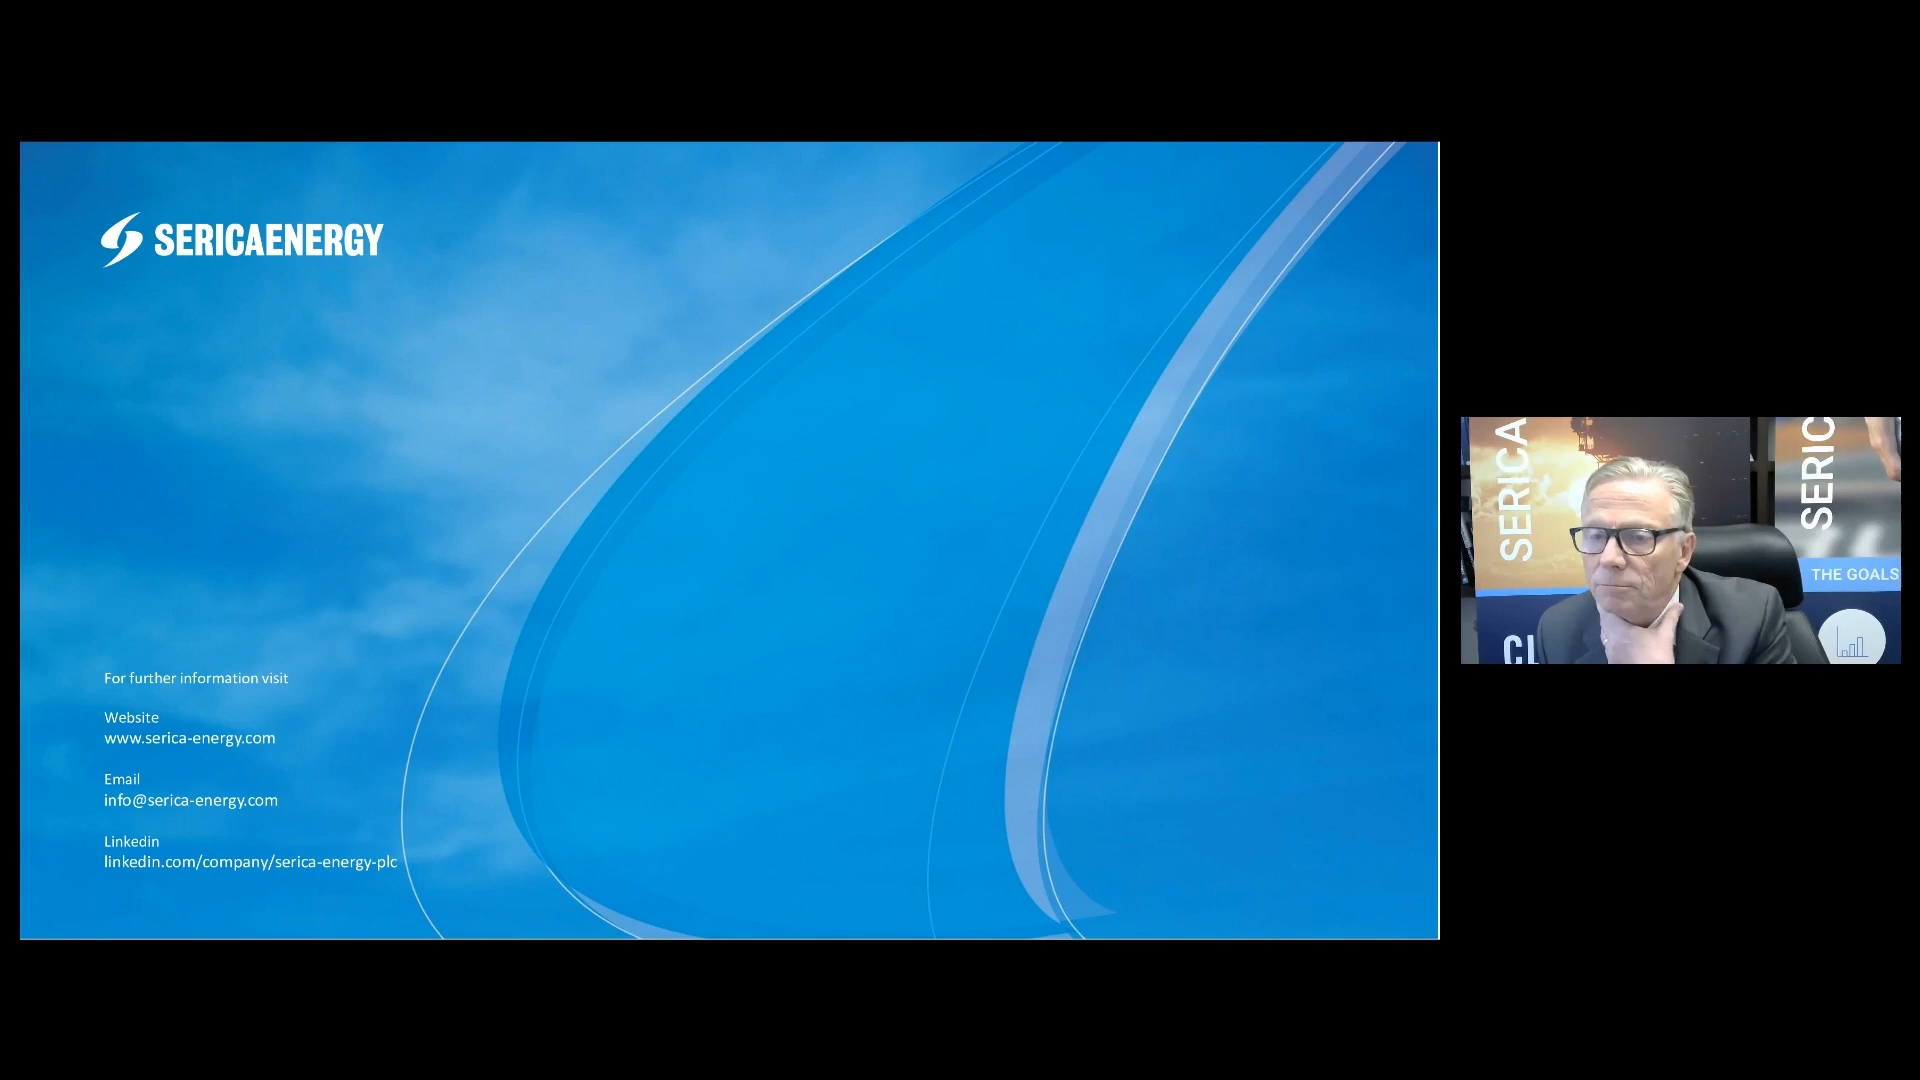 SERICAENERGY
For further information visit
Website
www.serica-energy.com
Email
info@serica-energy.com
Linkedin
linkedin.com/company/serica-energy-plc
SERICA
SERIC
THE GOALS
CL